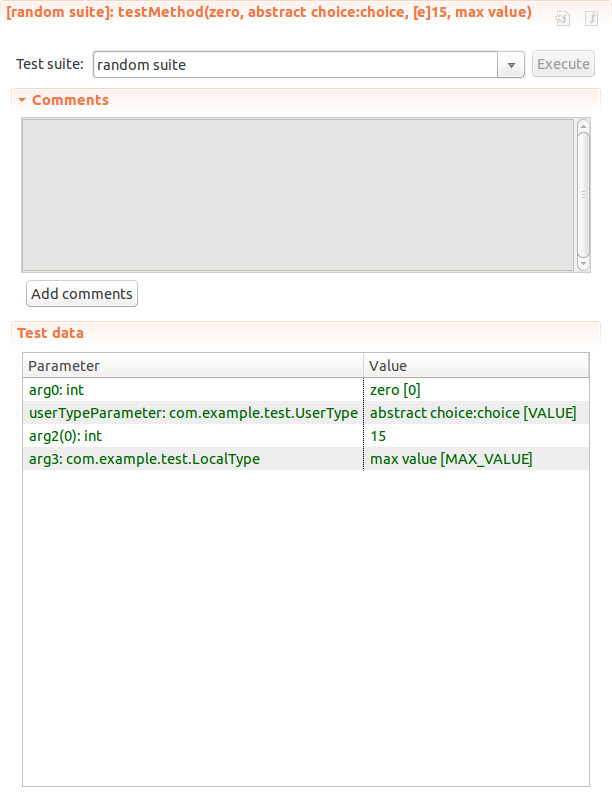 [random suite]: testMethod(zero, abstract choice:choice, [e]15, max value)
Test suite: random suite Execute
Comments
Add comments
Test data
Parameter Value
arg0: int zero [0]
userTypeParameter: com.example.test.UserType abstract choice:choice [VALUE]
arg2(0): int 15
arg3: com.example.test.LocalType max value [MAX_VALUE]